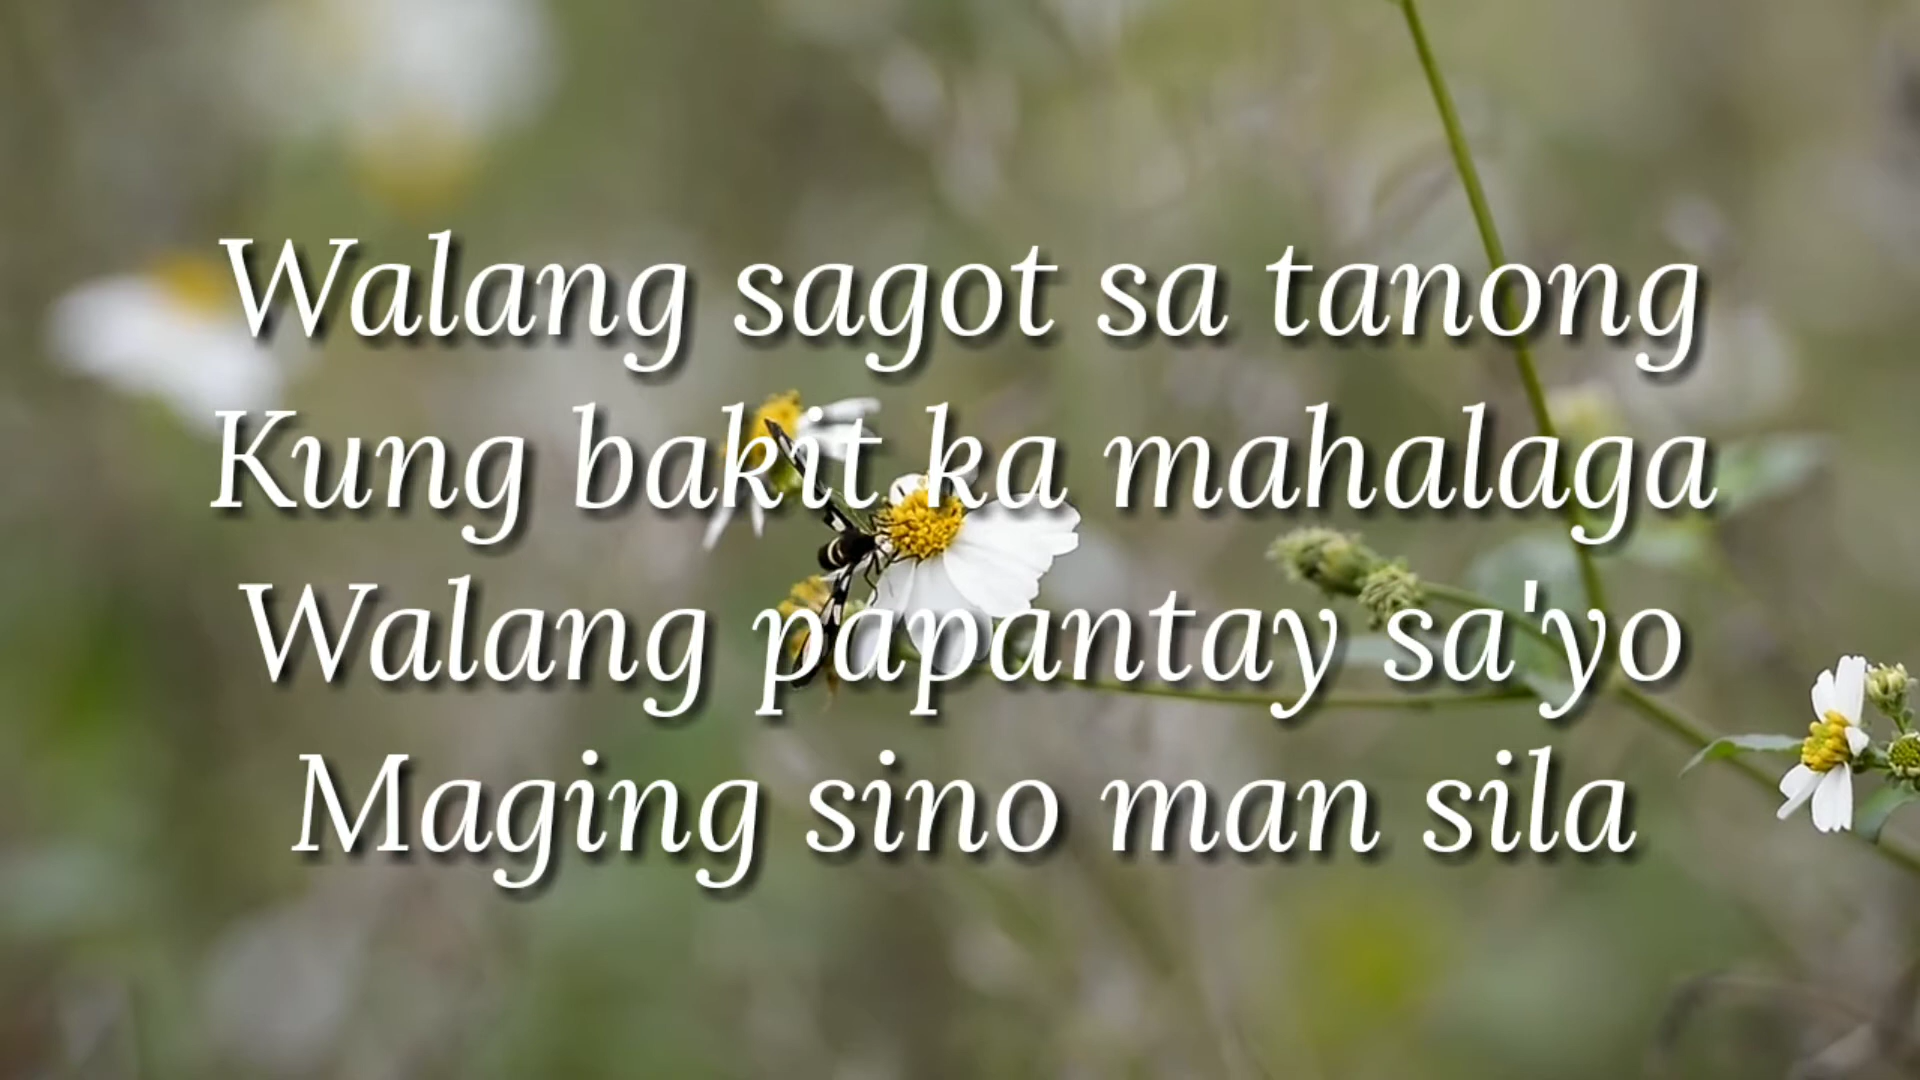 Walang sagot sa tanong
Kung bakit ka mahalaga
Walang papantay sa'yo
Maging sino man sila